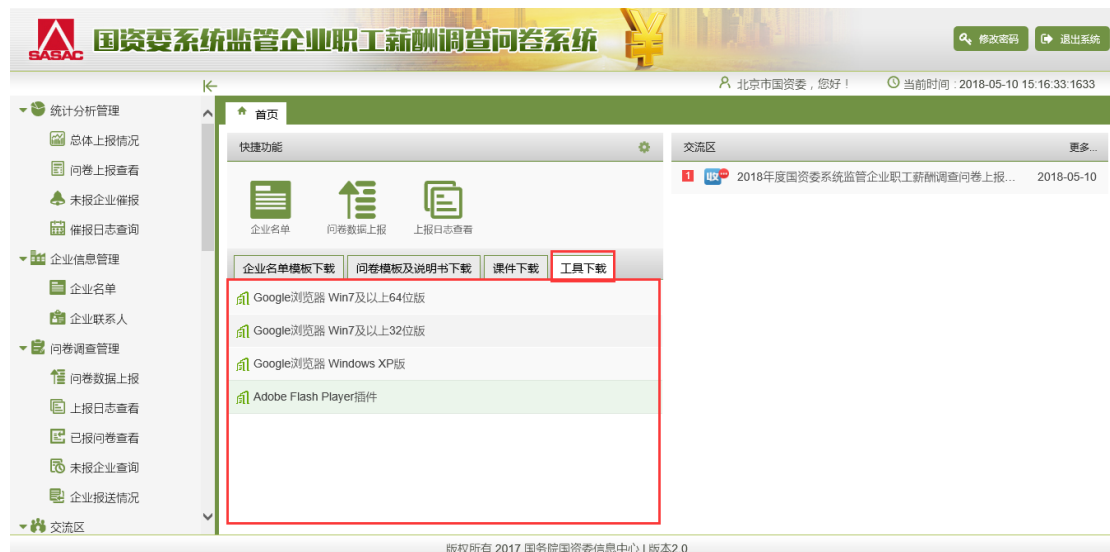 SASAC 国资委系统监管企业职工薪酬调查问卷系统
修改密码 退出系统
北京市国资委，您好！ 当前时间：2018-05-10 15:16:33:1633
统计分析管理
总体上报情况
问卷上报查看
未报企业催报
催报日志查询
企业信息管理
企业名单
企业联系人
问卷调查管理
问卷数据上报
上报日志查看
已报问卷查看
未报企业查询
企业报送情况
交流区
首页
快捷功能
企业名单 问卷数据上报 上报日志查看
企业名单模板下载 问卷模板及说明书下载 课件下载 工具下载
Google浏览器 Win7及以上64位版
Google浏览器 Win7及以上32位版
Google浏览器 Windows XP版
Adobe Flash Player插件
交流区 更多...
1 收 2018年度国资委系统监管企业职工薪酬调查问卷上报... 2018-05-10
版权所有 2017 国务院国资委信息中心 | 版本2.0